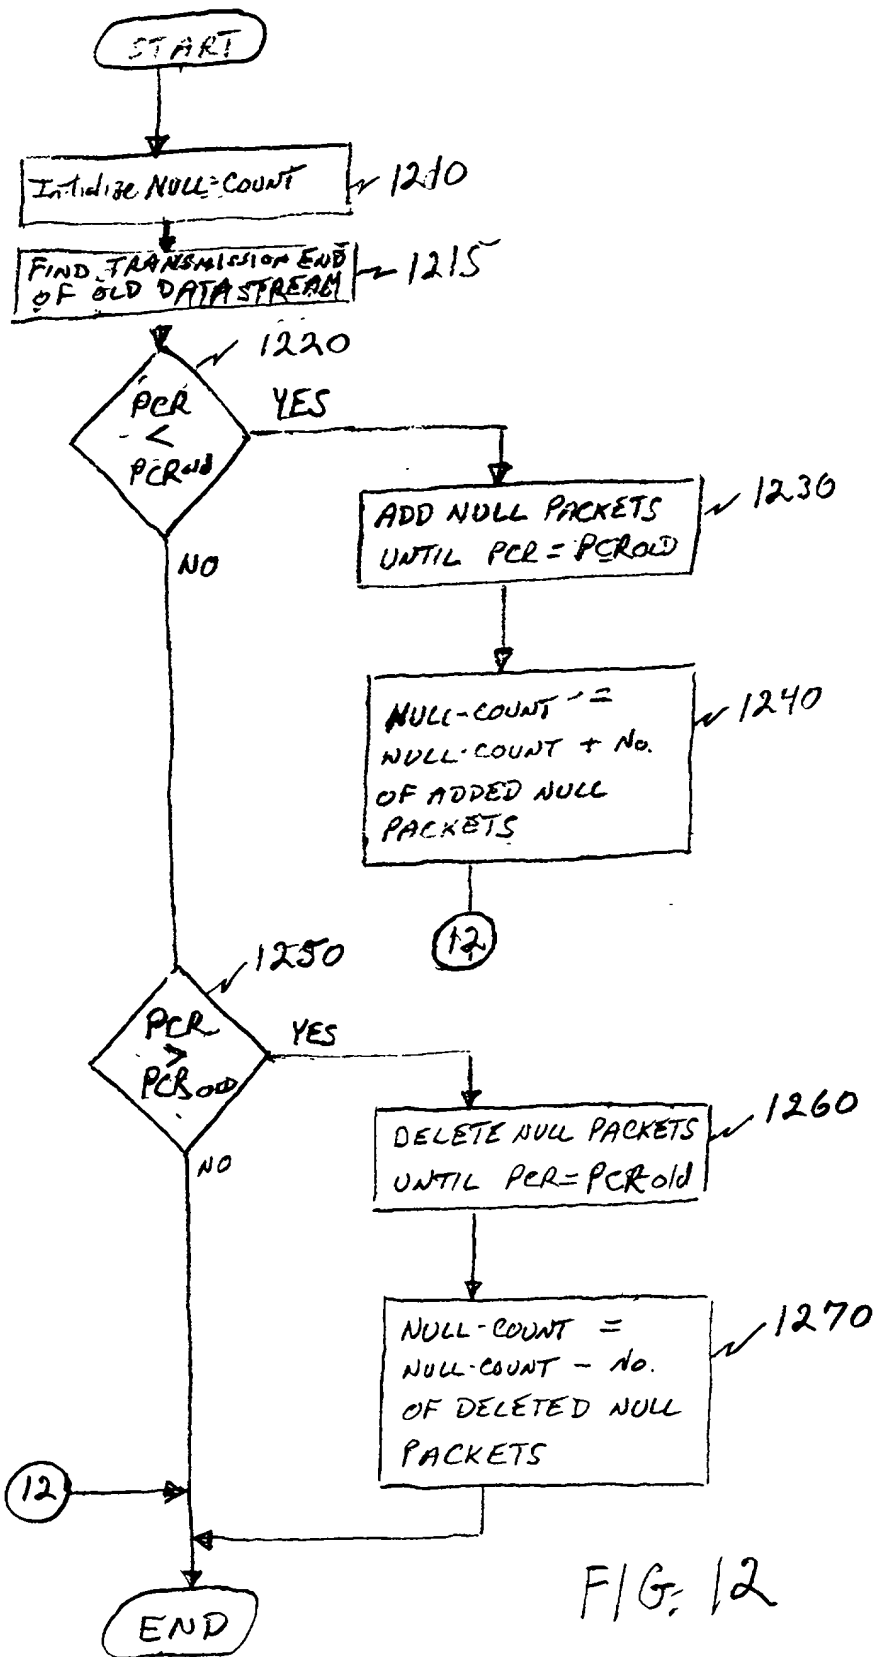 START
Initialize NULL-COUNT
1210
FIND TRANSMISSION END
OF OLD DATASTREAM
1215
1220
PCR
<
PCRold
YES
NO
ADD NULL PACKETS
UNTIL PCR = PCROLD
1230
NULL-COUNT =
NULL-COUNT + No.
OF ADDED NULL
PACKETS
1240
12
1250
PCR
>
PCROLD
YES
NO
DELETE NULL PACKETS
UNTIL PCR = PCRold
1260
NULL-COUNT =
NULL-COUNT - No.
OF DELETED NULL
PACKETS
1270
12
END
FIG. 12